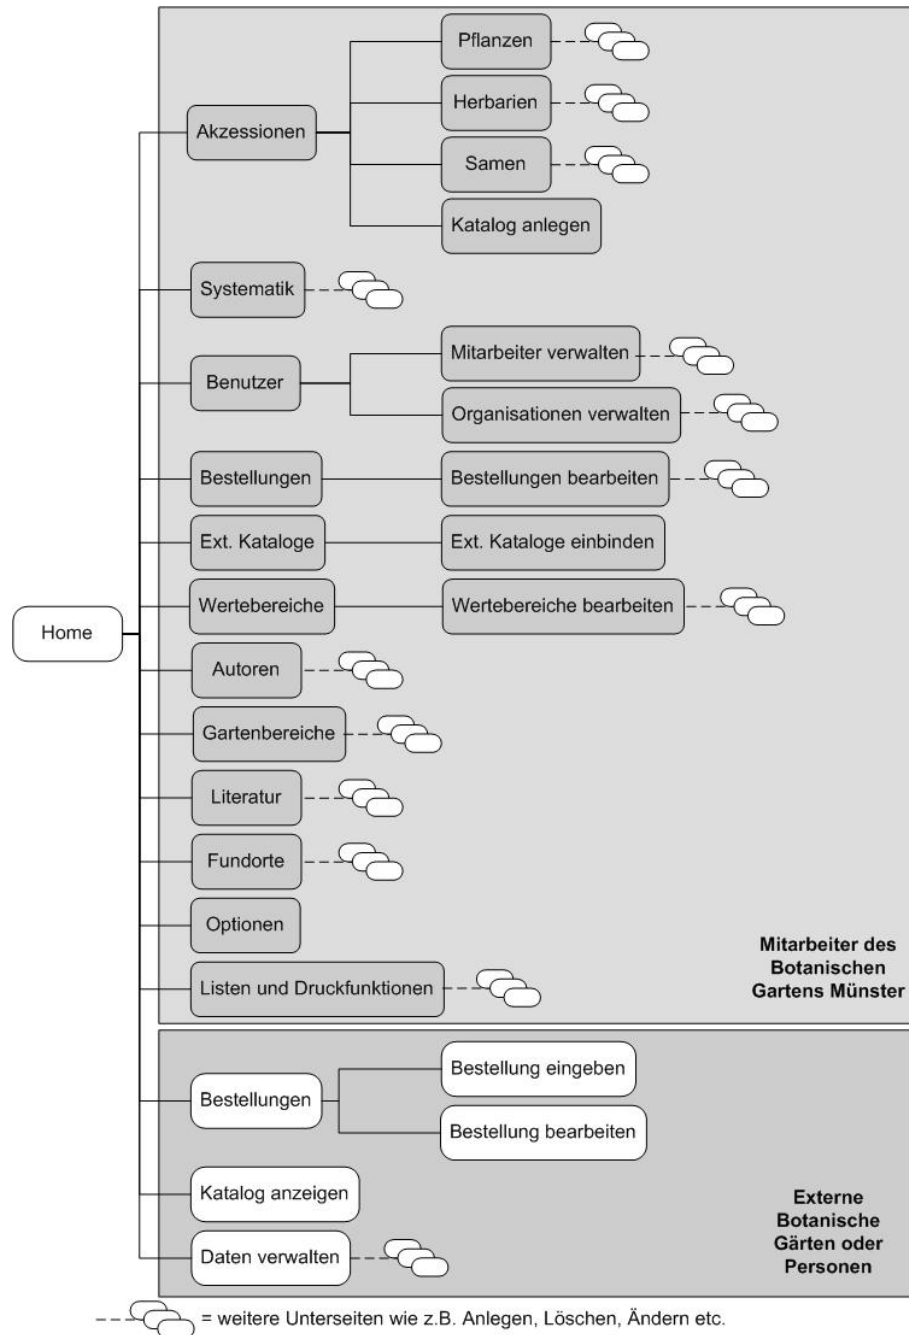 Pflanzen
Herbarien
Akzessionen
Samen
Katalog anlegen
Systematik
Mitarbeiter verwalten
Benutzer
Organisationen verwalten
Bestellungen
Bestellungen bearbeiten
Ext. Kataloge
Ext. Kataloge einbinden
Wertebereiche
Wertebereiche bearbeiten
Home
Autoren
Gartenbereiche
Literatur
Fundorte
Optionen
Listen und Druckfunktionen
Mitarbeiter des
Botanischen
Gartens Münster
Bestellung eingeben
Bestellungen
Bestellung bearbeiten
Katalog anzeigen
Daten verwalten
Externe
Botanische
Gärten oder
Personen
= weitere Unterseiten wie z.B. Anlegen, Löschen, Ändern etc.